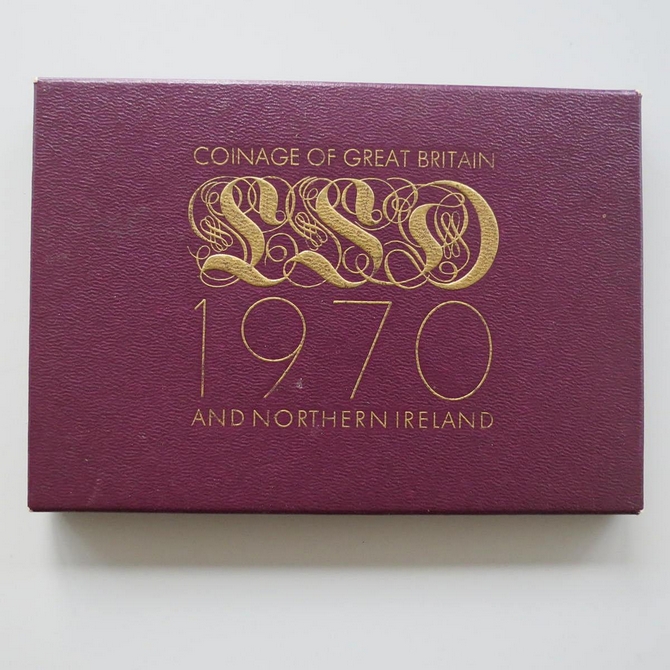 COINAGE OF GREAT BRITAIN
LSD
1970
AND NORTHERN IRELAND